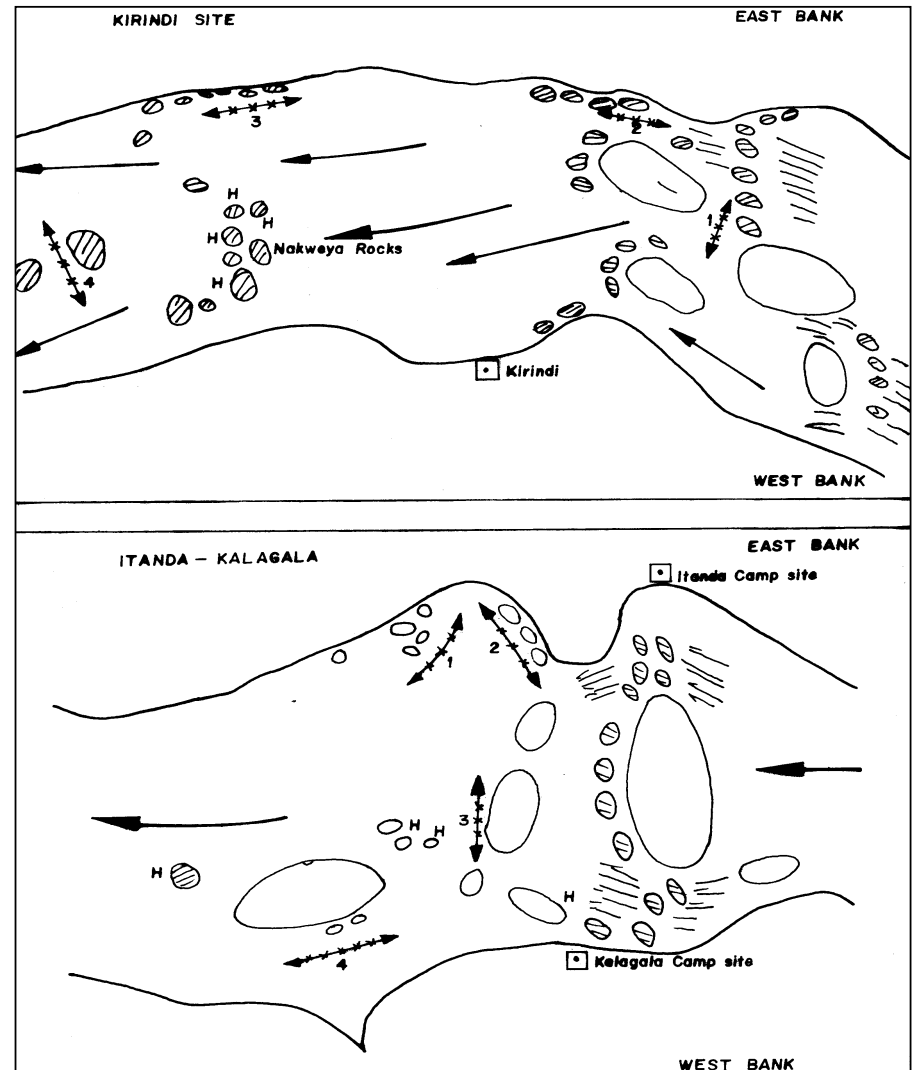 KIRINDI SITE
EAST BANK
3
2
H
H
1
H
Nakweya Rocks
4
H
Kirindi
WEST BANK
ITANDA – KALAGALA
EAST BANK
Itanda Camp site
2
1
3
H
H
H
H
4
Kelagala Camp site
WEST BANK